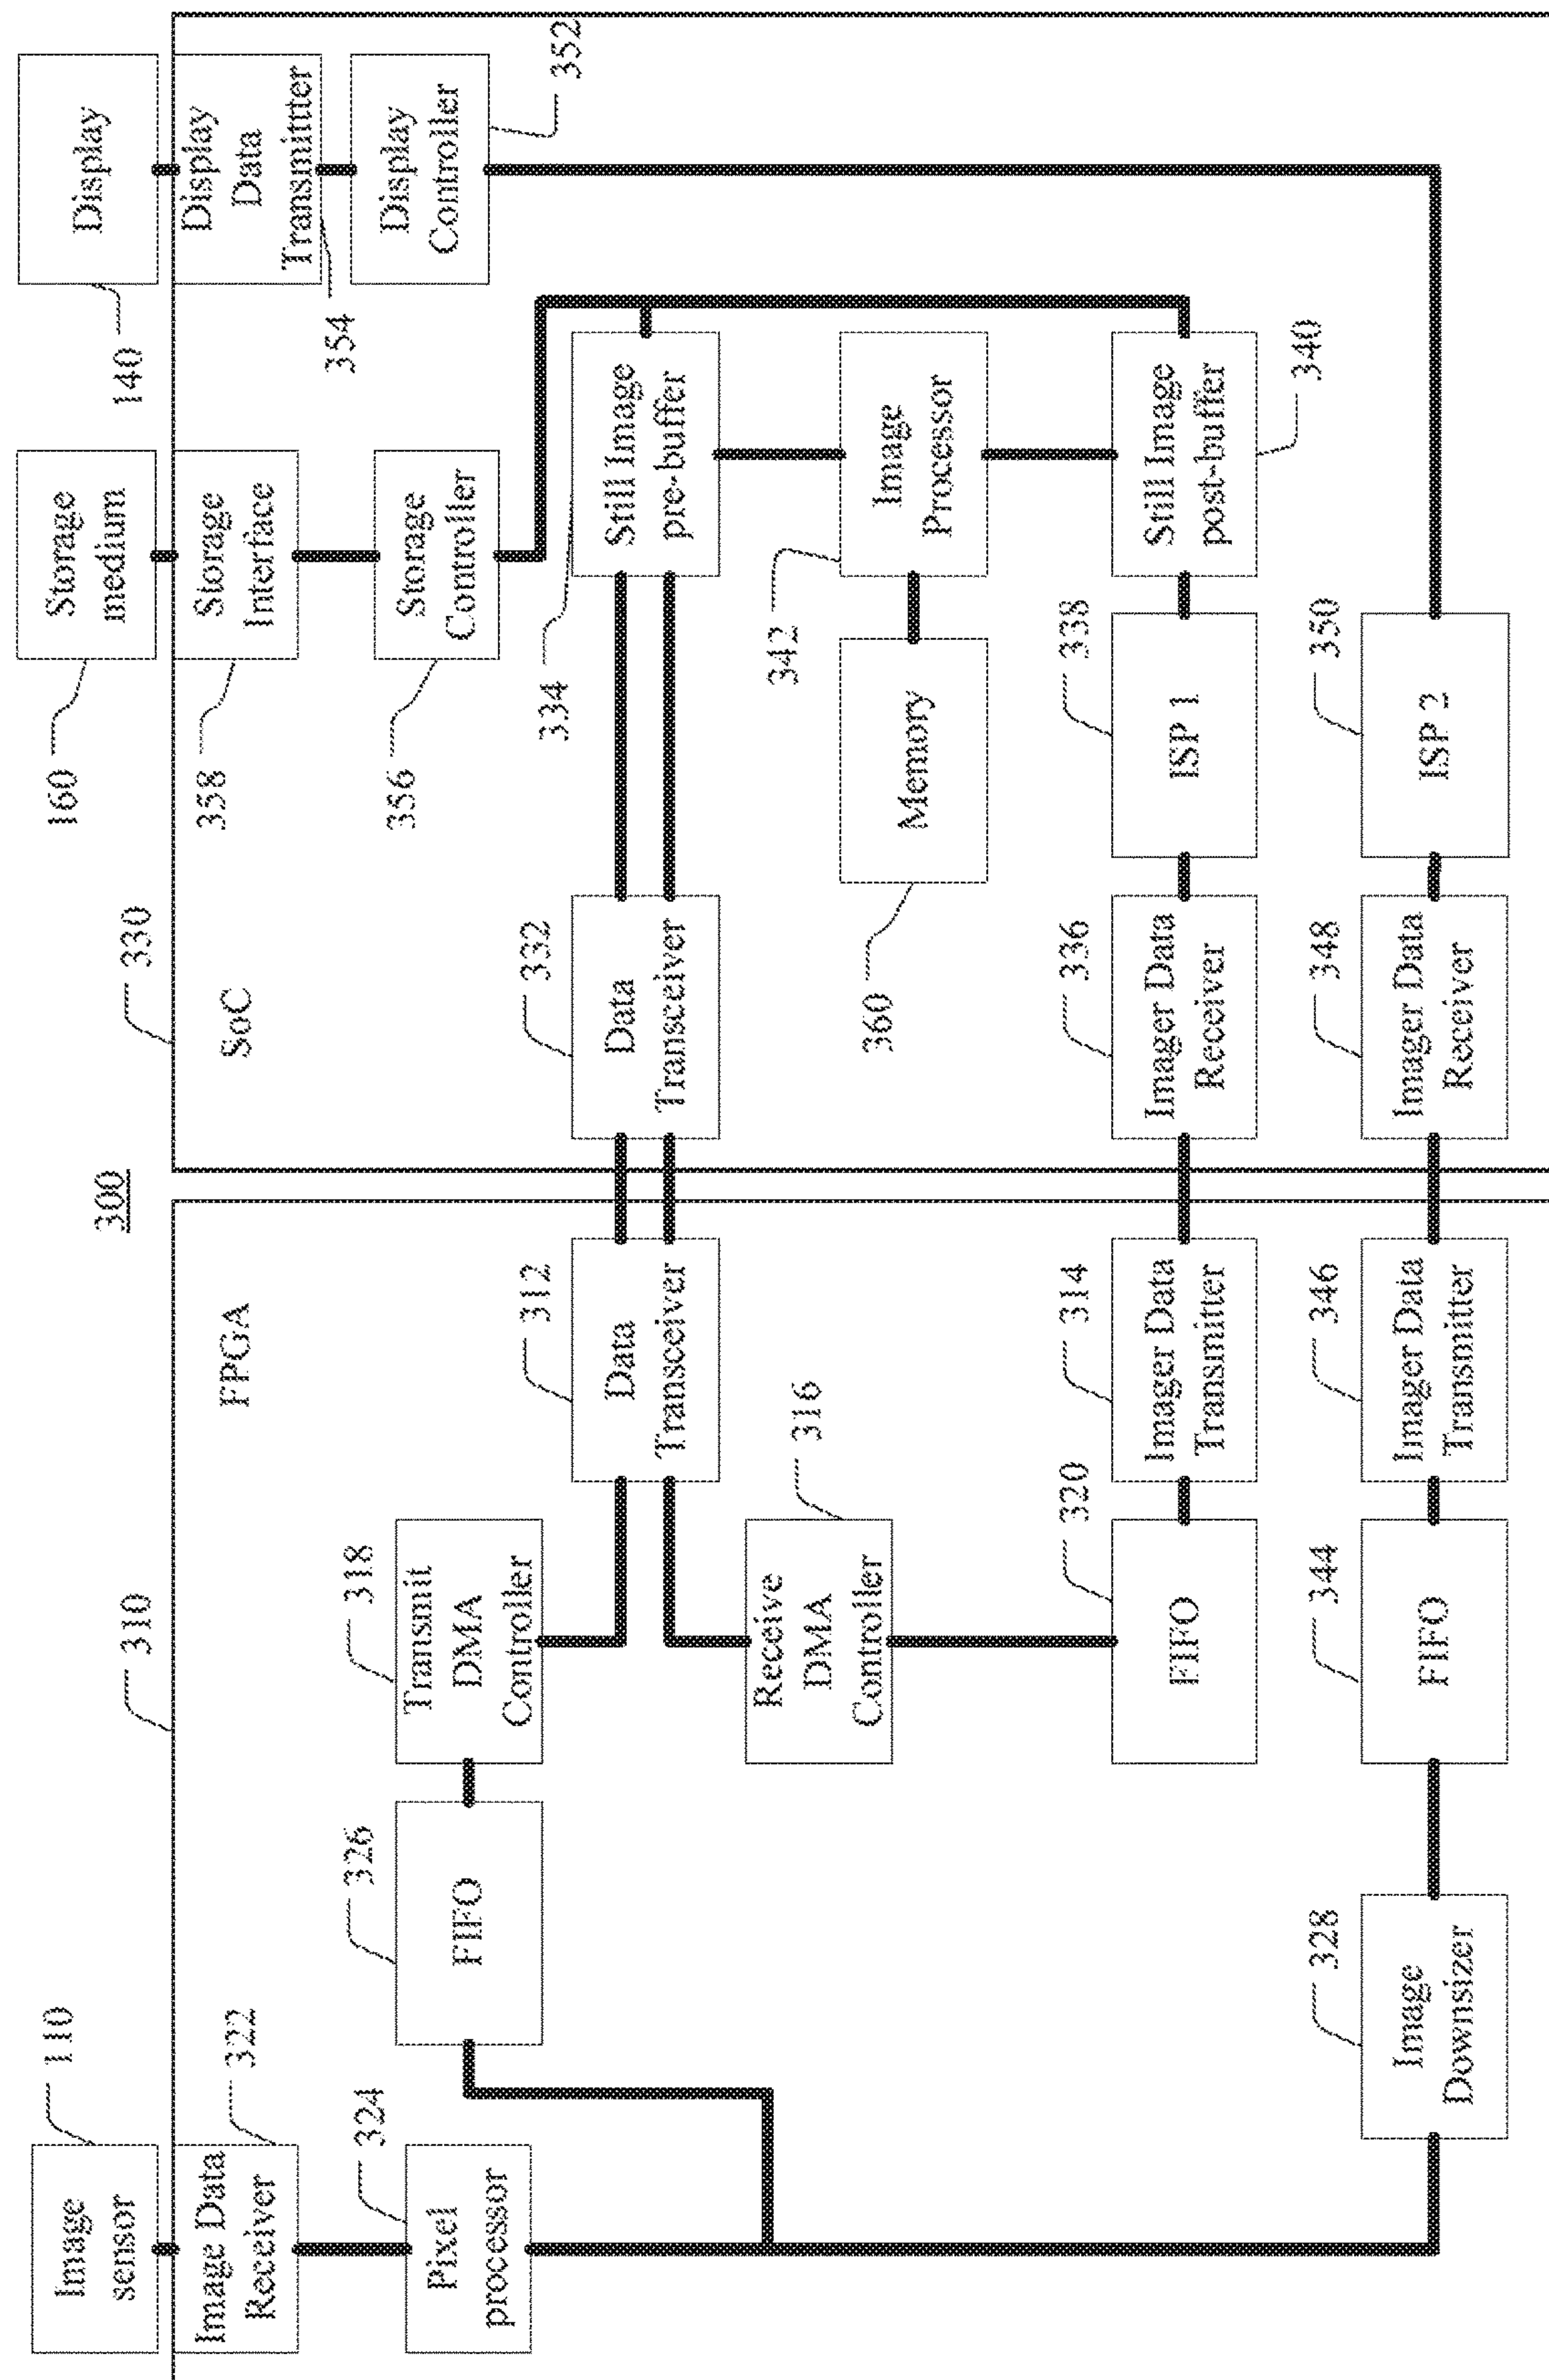 300
110
Image
sensor
310
FPGA
322
Image Data
Receiver
324
Pixel
processor
326
FIFO
318
Transmit
DMA
Controller
312
Data
Transceiver
316
Receive
DMA
Controller
320
FIFO
314
Imager Data
Transmitter
328
Image
Downsizer
344
FIFO
346
Imager Data
Transmitter
330
SoC
160
Storage
medium
140
Display
358
Storage
Interface
Display
Data
Transmittter
354
356
Storage
Controller
Display
Controller
352
332
Data
Transceiver
334
Still Image
pre-buffer
342
Image
Processor
Memory
360
336
Imager Data
Receiver
338
ISP 1
Still Image
post-buffer
340
348
Imager Data
Receiver
350
ISP 2